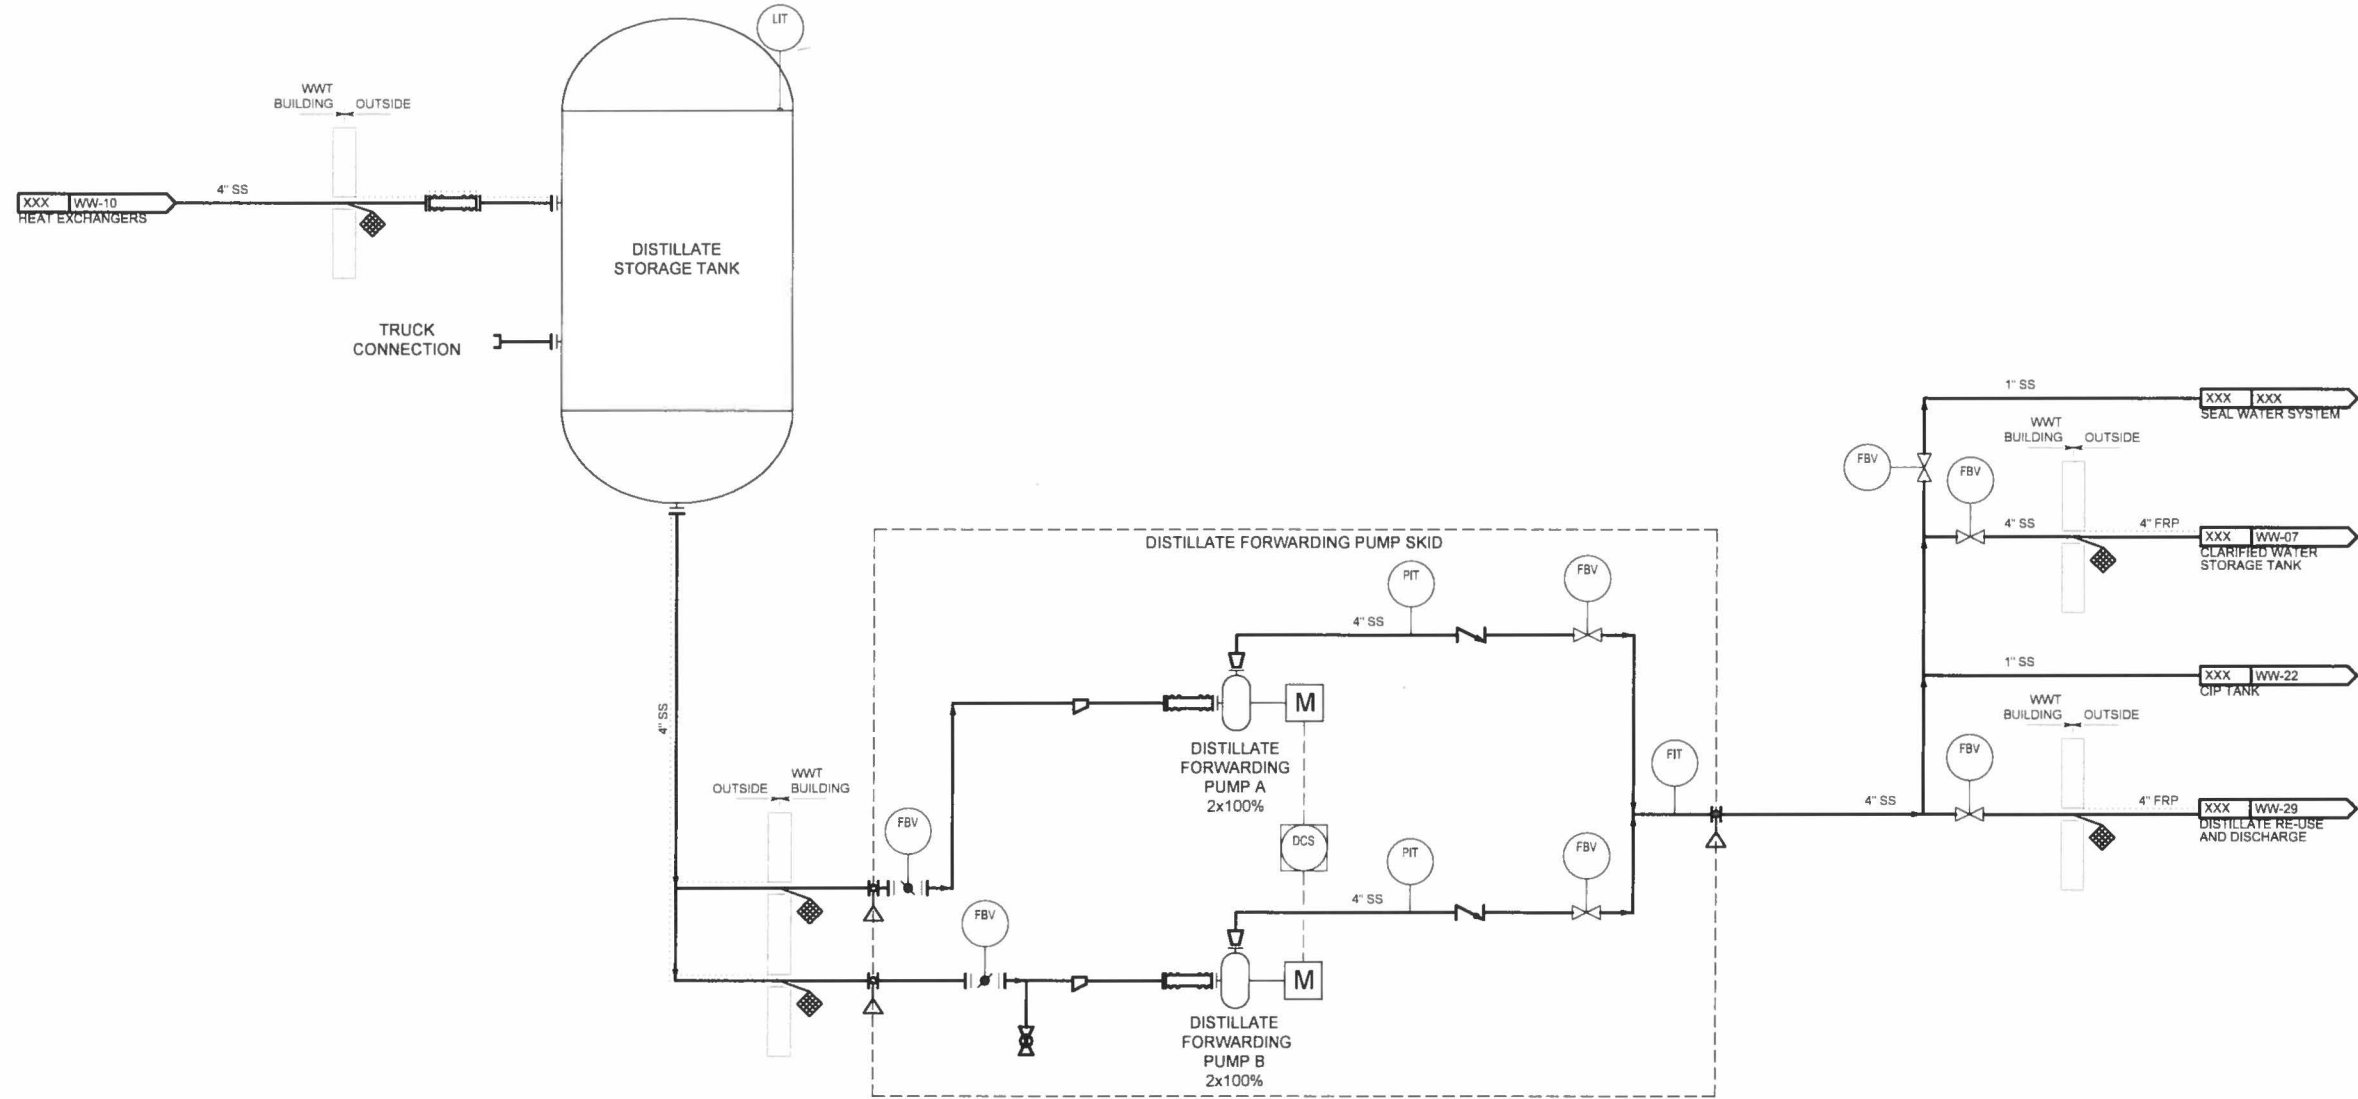 LIT
WWT
BUILDING OUTSIDE
4" SS
XXX WW-10
HEAT EXCHANGERS
DISTILLATE
STORAGE TANK
TRUCK
CONNECTION
1" SS
XXX XXX
SEAL WATER SYSTEM
WWT
BUILDING OUTSIDE
FBV
FBV
4" SS
4" FRP
XXX WW-07
CLARIFIED WATER
STORAGE TANK
DISTILLATE FORWARDING PUMP SKID
PIT
FBV
4" SS
1" SS
XXX WW-22
CIP TANK
M
4" SS
WWT
BUILDING OUTSIDE
DISTILLATE
FORWARDING
PUMP A
2x100%
FIT
FBV
WWT
OUTSIDE BUILDING
4" SS
4" FRP
XXX WW-29
DISTILLATE RE-USE
AND DISCHARGE
FBV
DCS
PIT
FBV
4" SS
FBV
M
DISTILLATE
FORWARDING
PUMP B
2x100%